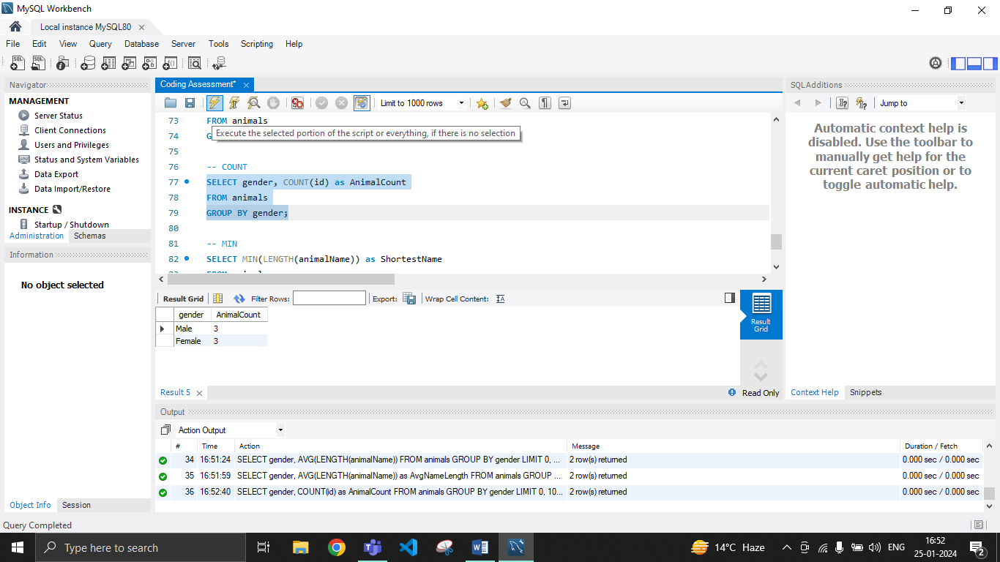 MySQL Workbench
Local instance MySQL80
File Edit View Query Database Server Tools Scripting Help
Navigator
MANAGEMENT
Server Status
Client Connections
Users and Privileges
Status and System Variables
Data Export
Data Import/Restore
INSTANCE
Startup / Shutdown
Administration Schemas
Information
No object selected
Object Info Session
Coding Assessment*
Limit to 1000 rows
73 FROM animals
74 G
Execute the selected portion of the script or everything, if there is no selection
75
76 -- COUNT
77 SELECT gender, COUNT(id) as AnimalCount
78 FROM animals
79 GROUP BY gender;
80
81 -- MIN
82 SELECT MIN(LENGTH(animalName)) as ShortestName
Result Grid Filter Rows: Export: Wrap Cell Content:
gender AnimalCount
Male 3
Female 3
Result Grid
Result 5
Read Only
SQLAdditions
Jump to
Automatic context help is
disabled. Use the toolbar to
manually get help for the
current caret position or to
toggle automatic help.
Context Help Snippets
Output
Action Output
# Time Action Message Duration / Fetch
34 16:51:24 SELECT gender, AVG(LENGTH(animalName)) FROM animals GROUP BY gender LIMIT 0, ... 2 row(s) returned 0.000 sec / 0.000 sec
35 16:51:59 SELECT gender, AVG(LENGTH(animalName)) as AvgNameLength FROM animals GROUP ... 2 row(s) returned 0.000 sec / 0.000 sec
36 16:52:40 SELECT gender, COUNT(id) as AnimalCount FROM animals GROUP BY gender LIMIT 0, 10... 2 row(s) returned 0.000 sec / 0.000 sec
Query Completed
Type here to search
14°C Haze
ENG
16:52
25-01-2024
2